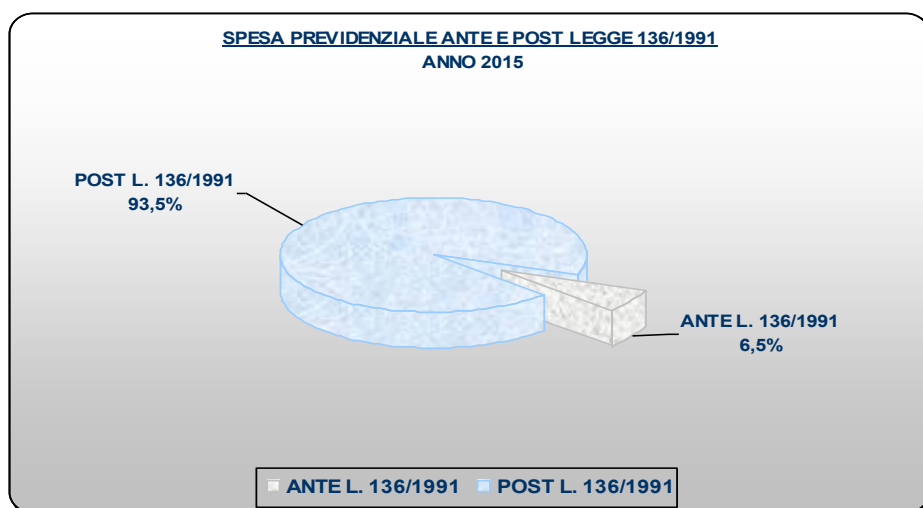 SPESA PREVIDENZIALE ANTE E POST LEGGE 136/1991
ANNO 2015
POST L. 136/1991
93,5%
ANTE L. 136/1991
6,5%
ANTE L. 136/1991 POST L. 136/1991